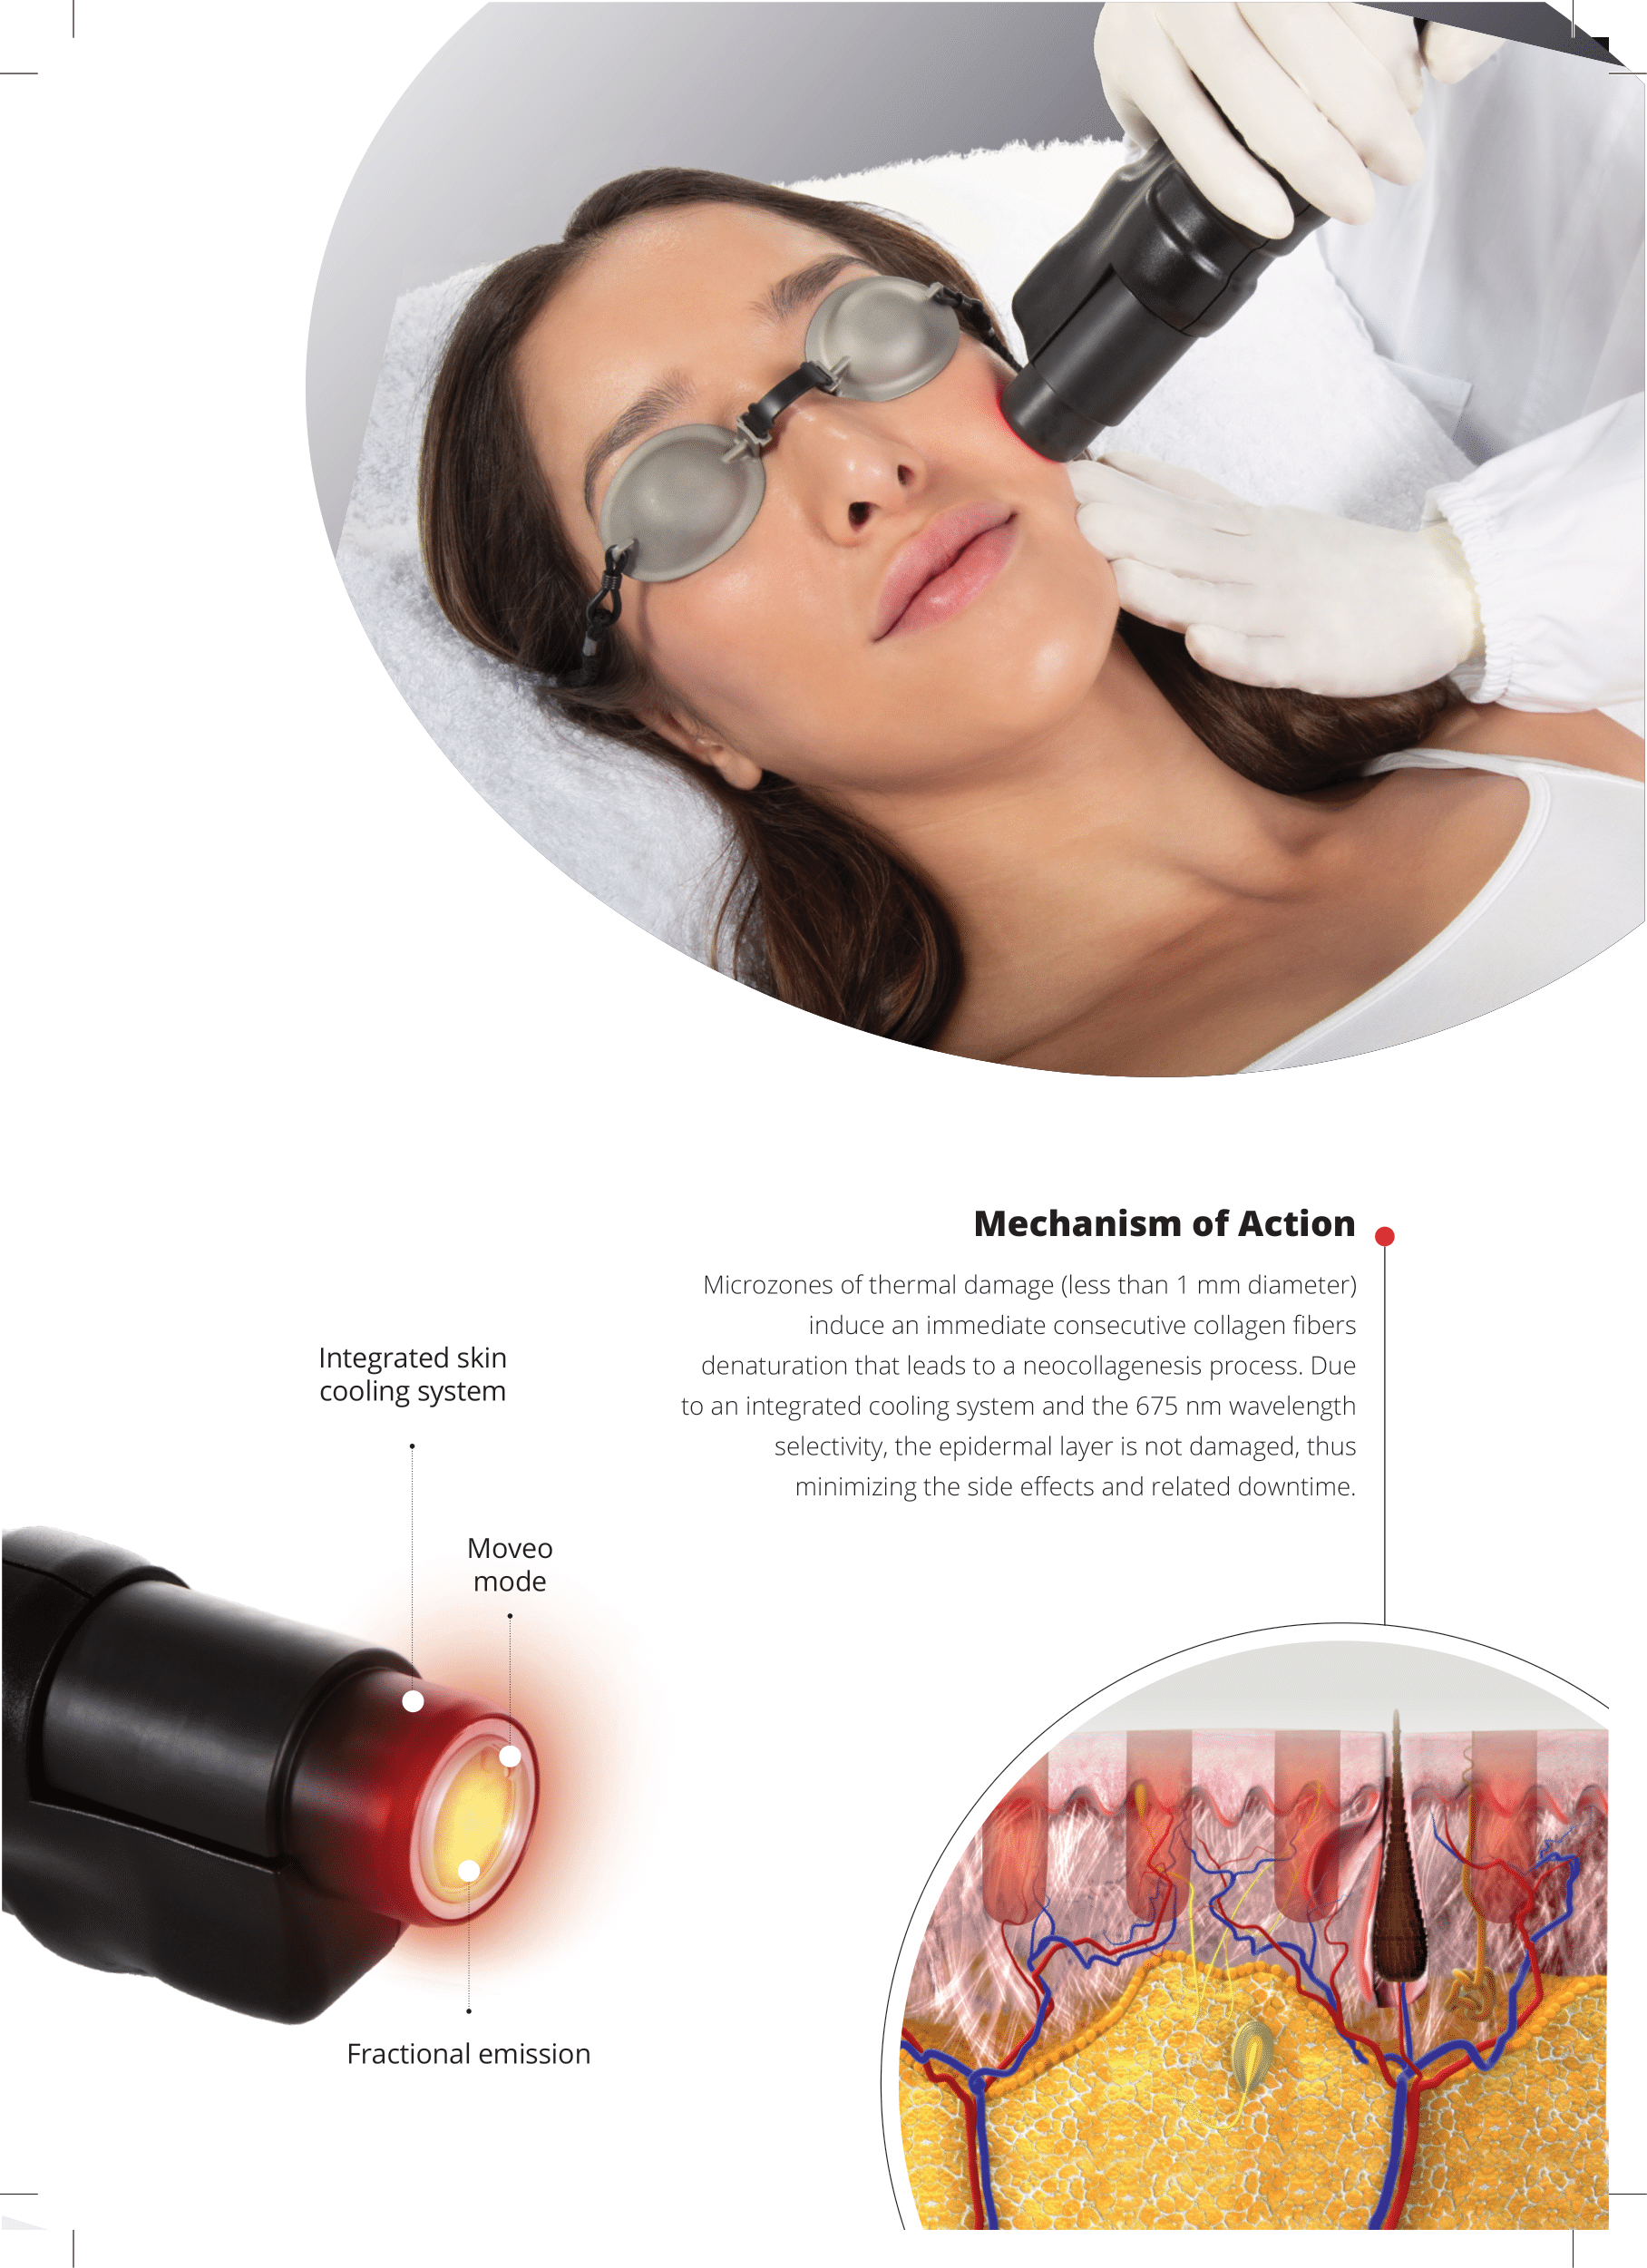 Mechanism of Action
Microzones of thermal damage (less than 1 mm diameter)
induce an immediate consecutive collagen fibers
denaturation that leads to a neocollagenesis process. Due
to an integrated cooling system and the 675 nm wavelength
selectivity, the epidermal layer is not damaged, thus
minimizing the side effects and related downtime.
Integrated skin
cooling system
Moveo
mode
Fractional emission